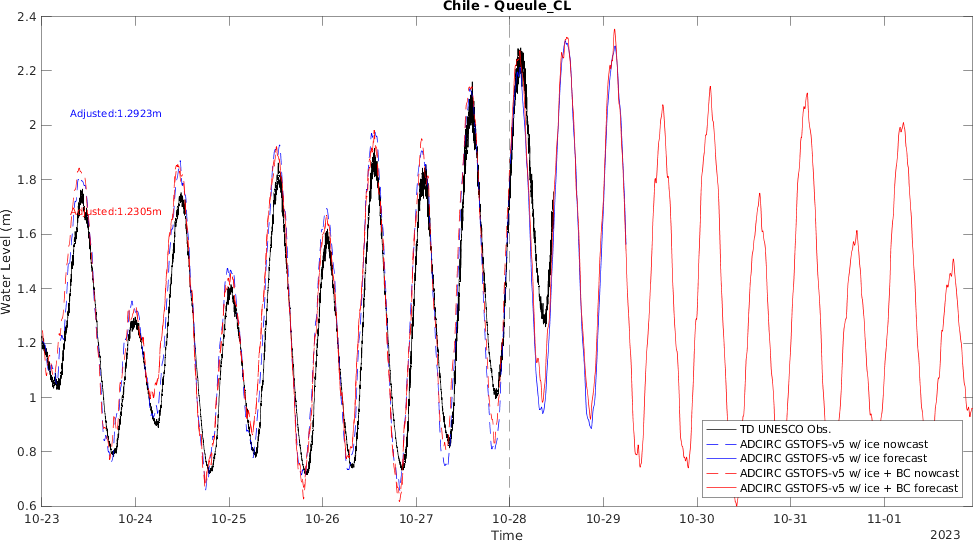 Chile - Queule_CL
2.4
2.2
2
1.8
1.6
1.4
1.2
1
0.8
0.6
Water Level (m)
Adjusted:1.2923m
Adjusted:1.2305m
TD UNESCO Obs.
ADCIRC GSTOFS-v5 w/ ice nowcast
ADCIRC GSTOFS-v5 w/ ice forecast
ADCIRC GSTOFS-v5 w/ ice + BC nowcast
ADCIRC GSTOFS-v5 w/ ice + BC forecast
10-23 10-24 10-25 10-26 10-27 10-28 10-29 10-30 10-31 11-01
Time
2023